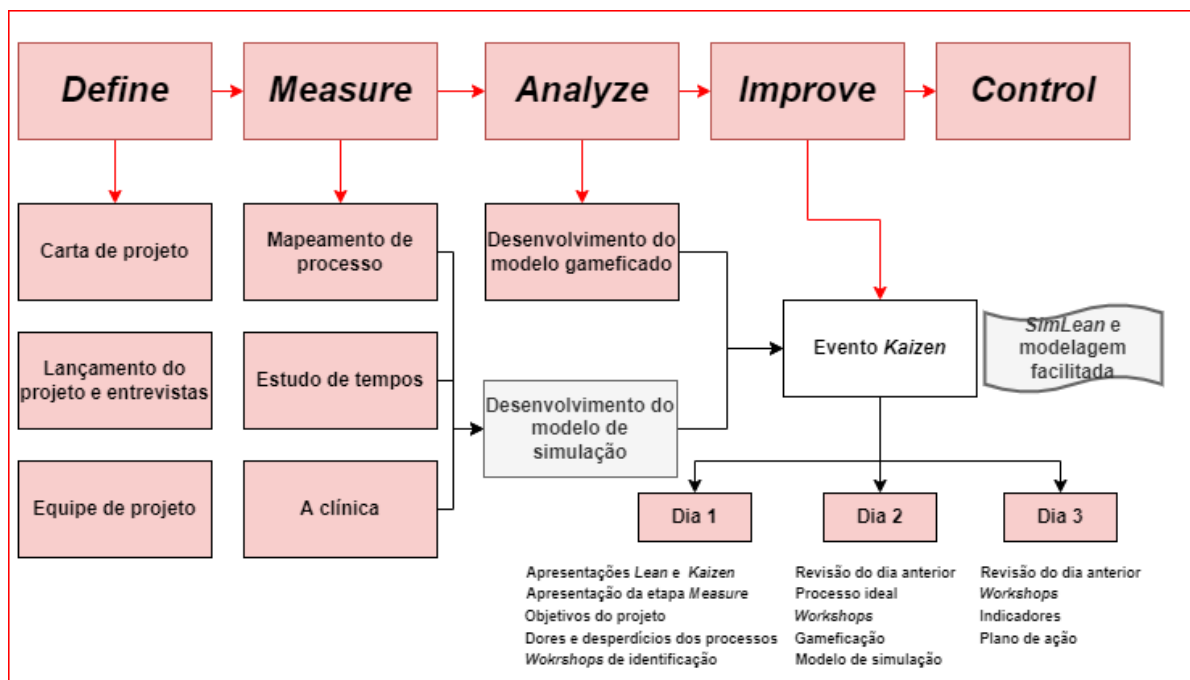 Define
Measure
Analyze
Improve
Control
Carta de projeto
Mapeamento de
processo
Desenvolvimento do
modelo gameficado
Lançamento do
projeto e entrevistas
Estudo de tempos
Desenvolvimento do
modelo de
simulação
Evento Kaizen
SimLean e
modelagem
facilitada
Equipe de projeto
A clínica
Dia 1
Dia 2
Dia 3
Apresentações Lean e Kaizen
Apresentação da etapa Measure
Objetivos do projeto
Dores e desperdícios dos processos
Wokrshops de identificação
Revisão do dia anterior
Processo ideal
Workshops
Gameficação
Modelo de simulação
Revisão do dia anterior
Workshops
Indicadores
Plano de ação